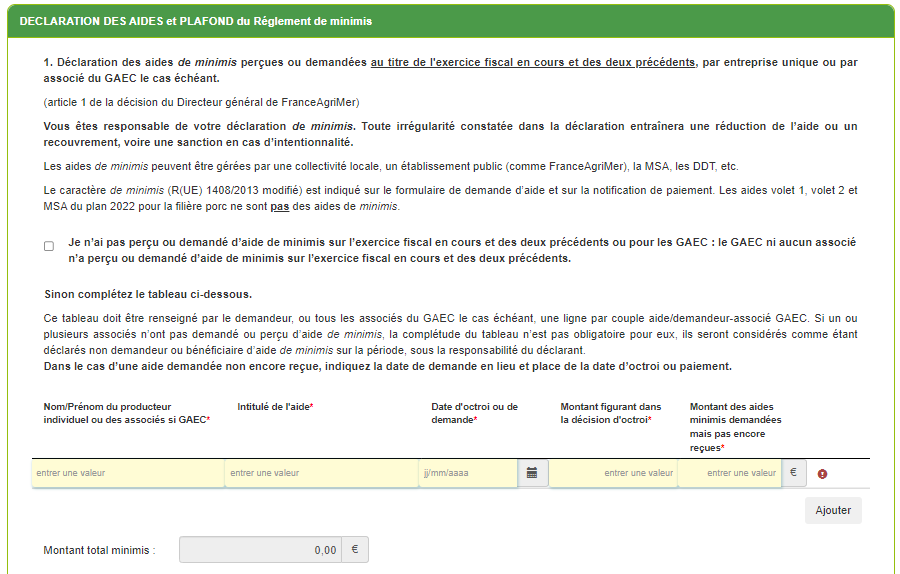 DECLARATION DES AIDES et PLAFOND du Réglement de minimis
1. Déclaration des aides de minimis perçues ou demandées au titre de l'exercice fiscal en cours et des deux précédents, par entreprise unique ou par
associé du GAEC le cas échéant.
(article 1 de la décision du Directeur général de FranceAgriMer)
Vous êtes responsable de votre déclaration de minimis. Toute irrégularité constatée dans la déclaration entraînera une réduction de l'aide ou un
recouvrement, voire une sanction en cas d'intentionnalité.
Les aides de minimis peuvent être gérées par une collectivité locale, un établissement public (comme FranceAgriMer), la MSA, les DDT, etc.
Le caractère de minimis (R(UE) 1408/2013 modifié) est indiqué sur le formulaire de demande d'aide et sur la notification de paiement. Les aides volet 1, volet 2 et
MSA du plan 2022 pour la filière porc ne sont pas des aides de minimis.
Je n'ai pas perçu ou demandé d'aide de minimis sur l'exercice fiscal en cours et des deux précédents ou pour les GAEC : le GAEC ni aucun associé
n'a perçu ou demandé d'aide de minimis sur l'exercice fiscal en cours et des deux précédents.
Sinon complétez le tableau ci-dessous.
Ce tableau doit être renseigné par le demandeur, ou tous les associés du GAEC le cas échéant, une ligne par couple aide/demandeur-associé GAEC. Si un ou
plusieurs associés n'ont pas demandé ou perçu d'aide de minimis, la complétude du tableau n'est pas obligatoire pour eux, ils seront considérés comme étant
déclarés non demandeur ou bénéficiaire d'aide de minimis sur la période, sous la responsabilité du déclarant.
Dans le cas d'une aide demandée non encore reçue, indiquez la date de demande en lieu et place de la date d'octroi ou paiement.
Nom/Prénom du producteur
individuel ou des associés si GAEC*
Intitulé de l'aide*
Date d'octroi ou de
demande*
Montant figurant dans
la décision d'octroi*
Montant des aides
minimis demandées
mais pas encore
reçues*
entrer une valeur
entrer une valeur
jj/mm/aaaa
entrer une valeur
entrer une valeur
€
Ajouter
Montant total minimis :
0,00
€